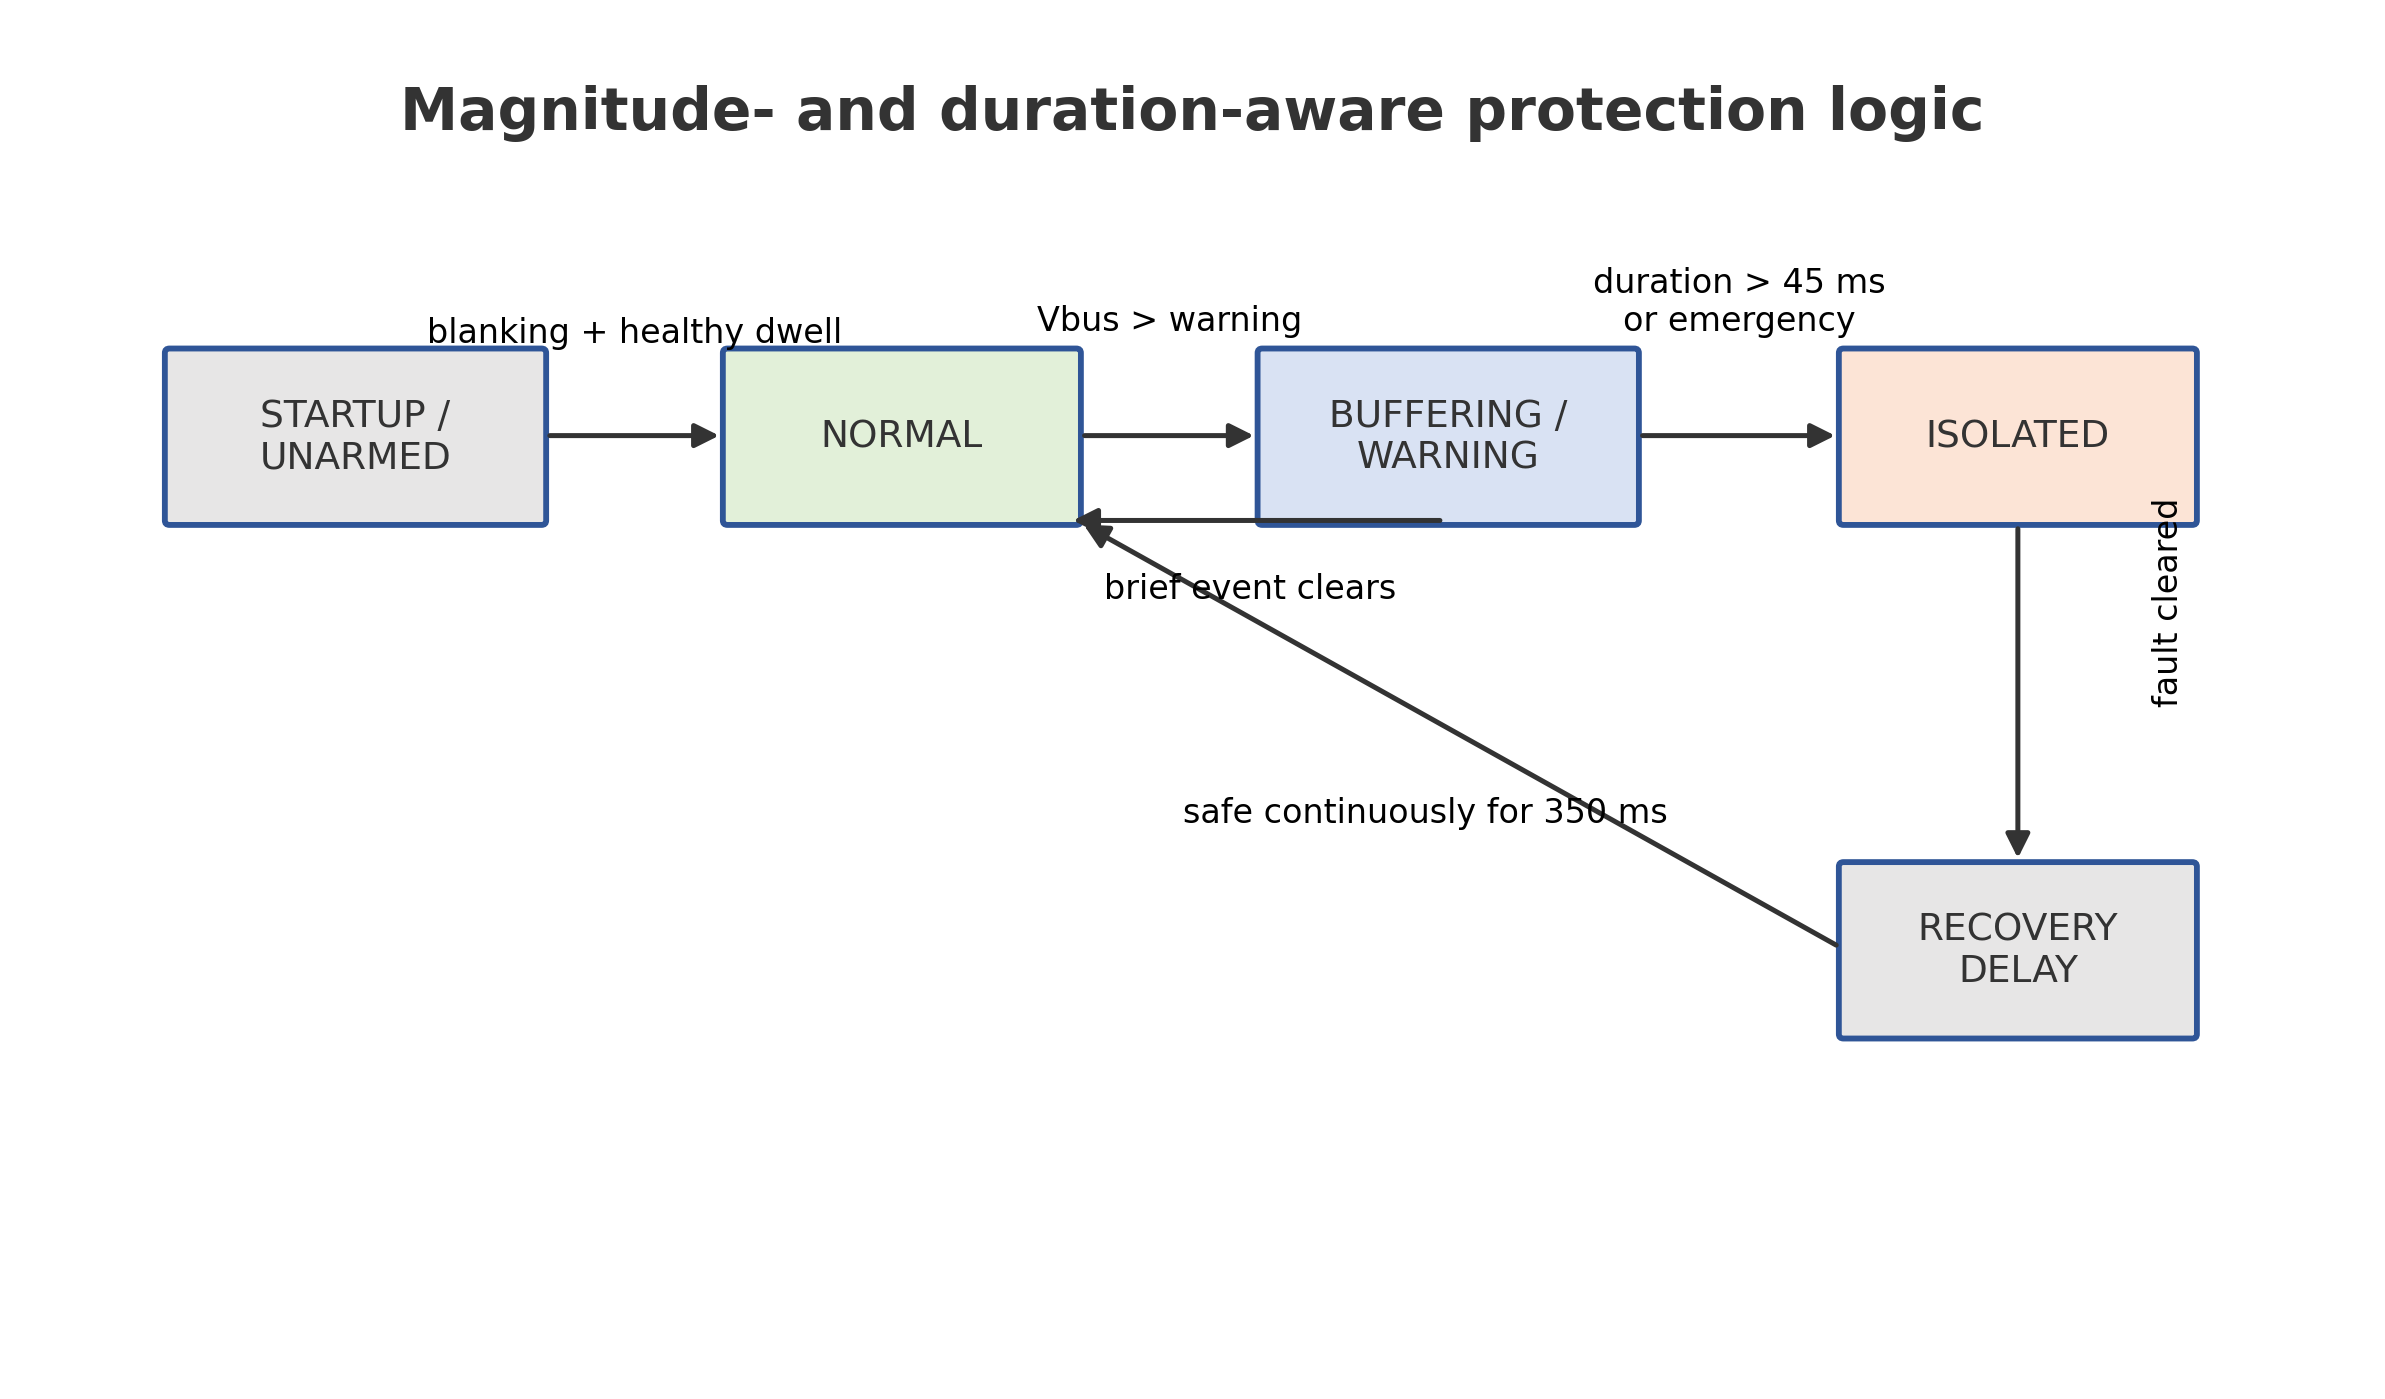 Magnitude- and duration-aware protection logic
duration > 45 ms
or emergency
blanking + healthy dwell
Vbus > warning
STARTUP /
UNARMED
NORMAL
BUFFERING /
WARNING
ISOLATED
brief event clears
fault cleared
safe continuously for 350 ms
RECOVERY
DELAY